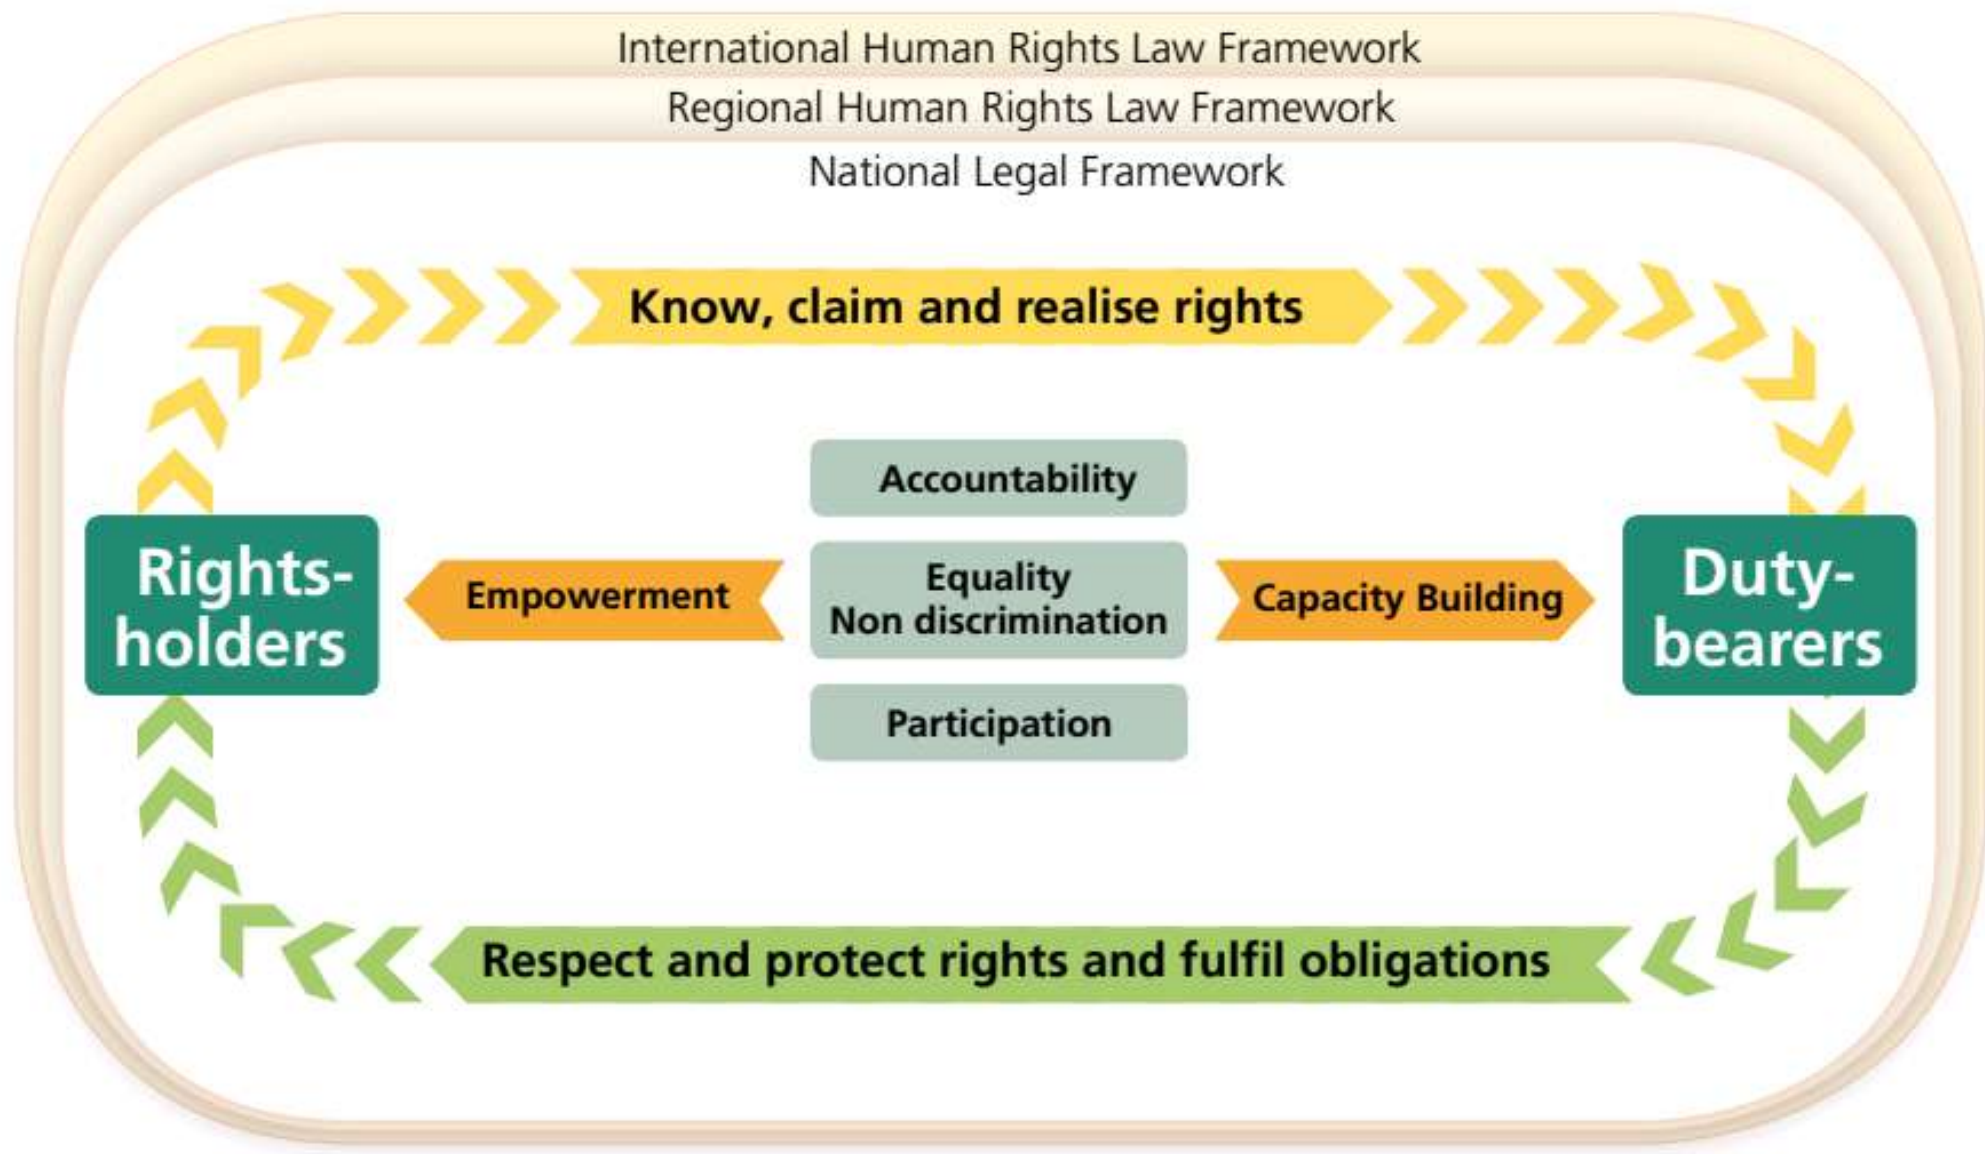 International Human Rights Law Framework
Regional Human Rights Law Framework
National Legal Framework
Know, claim and realise rights
Accountability
Rights-
holders
Empowerment
Equality
Non discrimination
Capacity Building
Duty-
bearers
Participation
Respect and protect rights and fulfil obligations